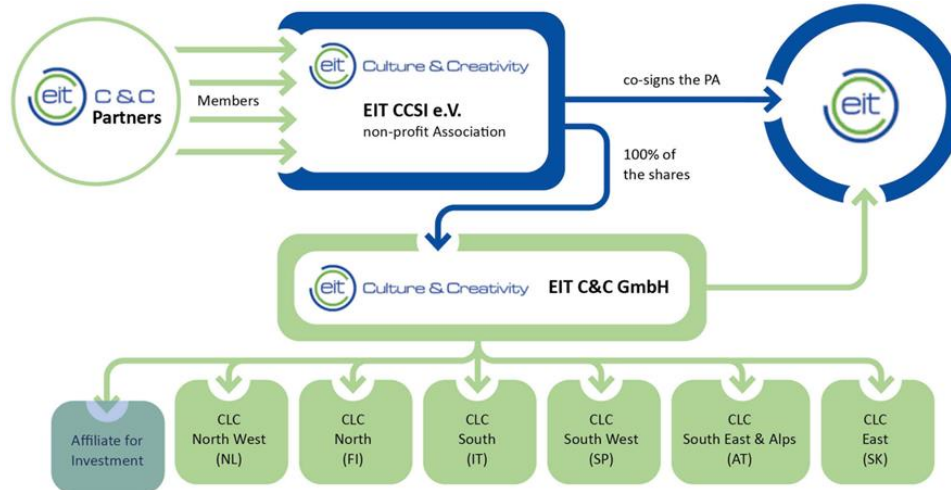 eit C & C
Partners
Members
eit Culture & Creativity
EIT CCSI e.V.
non-profit Association
co-signs the PA
eit
100% of
the shares
eit Culture & Creativity EIT C&C GmbH
Affiliate for
Investment
CLC
North West
(NL)
CLC
North
(FI)
CLC
South
(IT)
CLC
South West
(SP)
CLC
South East & Alps
(AT)
CLC
East
(SK)